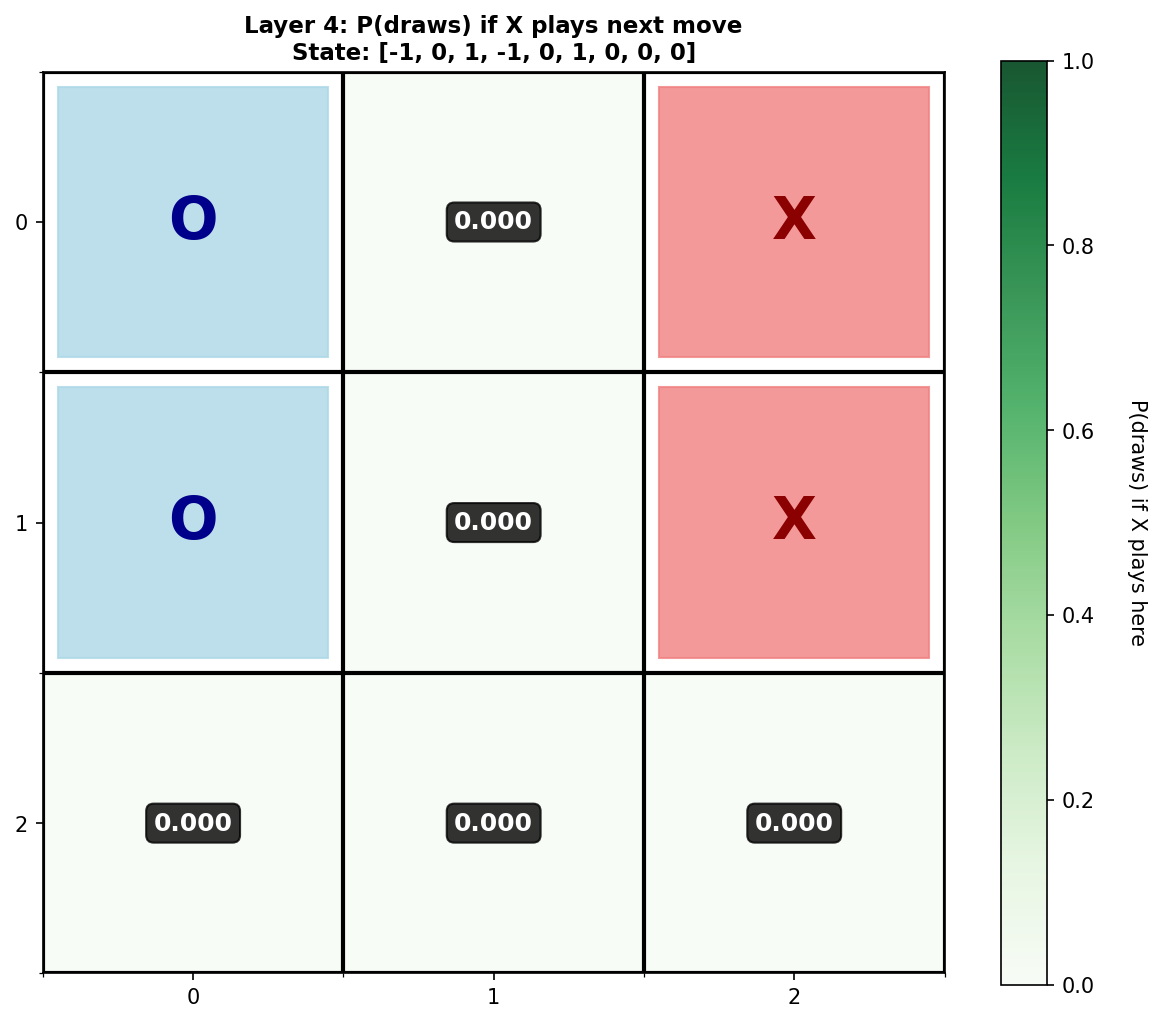 Layer 4: P(draws) if X plays next move
State: [-1, 0, 1, -1, 0, 1, 0, 0, 0]
1.0
0 O 0.000 X
0.8
0.6
P(draws) if X plays here
1 O 0.000 X
0.4
2 0.000 0.000 0.000
0.2
0.0
0 1 2